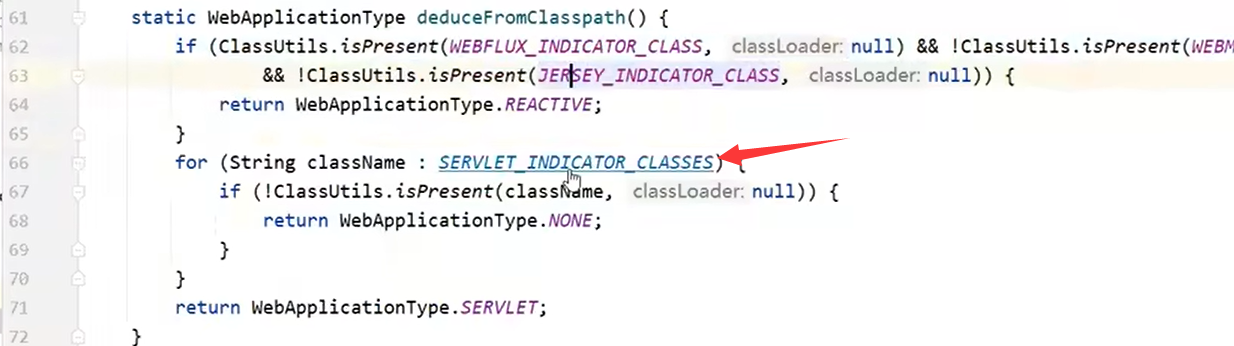 61 static WebApplicationType deduceFromClasspath() {
62 if (ClassUtils.isPresent(WEBFLUX_INDICATOR_CLASS, classLoader: null) && !ClassUtils.isPresent(WEBM
63 && !ClassUtils.isPresent(JERSEY_INDICATOR_CLASS, classLoader: null)) {
64 return WebApplicationType.REACTIVE;
65 }
66 for (String className : SERVLET_INDICATOR_CLASSES) {
67 if (!ClassUtils.isPresent(className, classLoader: null)) {
68 return WebApplicationType.NONE;
69 }
70 }
71 return WebApplicationType.SERVLET;
72 }